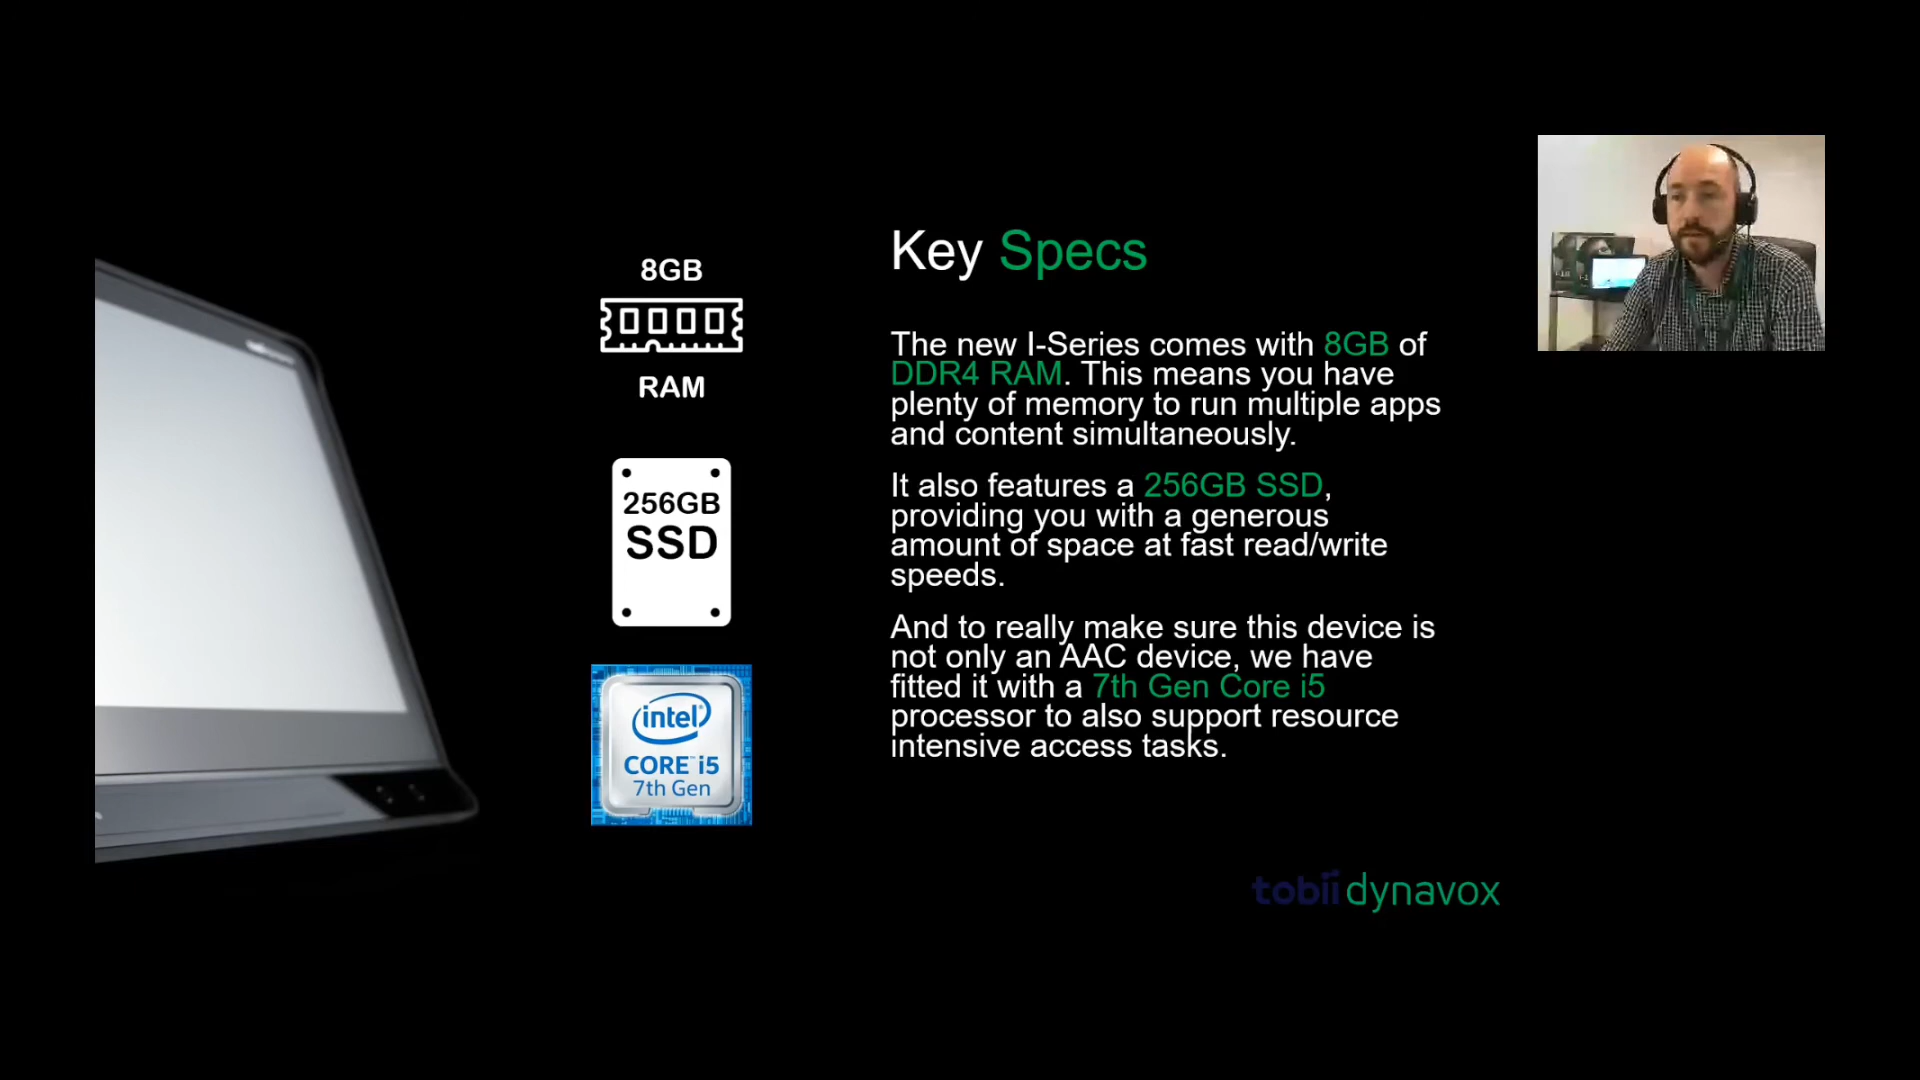 8GB
RAM
256GB
SSD
intel
CORE™ i5
7th Gen
Key Specs
The new I-Series comes with 8GB of
DDR4 RAM. This means you have
plenty of memory to run multiple apps
and content simultaneously.
It also features a 256GB SSD,
providing you with a generous
amount of space at fast read/write
speeds.
And to really make sure this device is
not only an AAC device, we have
fitted it with a 7th Gen Core i5
processor to also support resource
intensive access tasks.
tobii dynavox